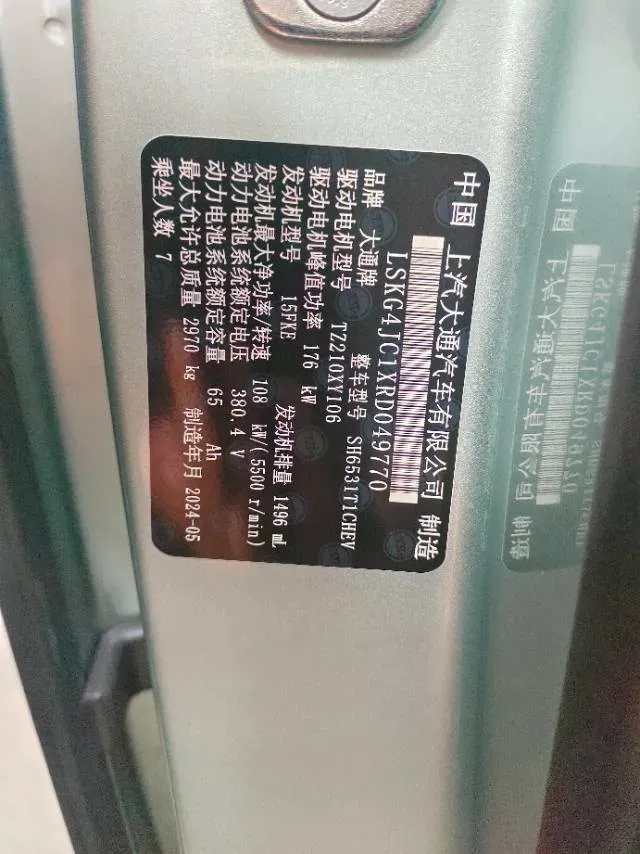 中国 上汽大通汽车有限公司 制造
LSKG4JC1XRD049770
品牌 大通牌 整车型号 SH6531T1CHEV
驱动电机型号 TZ210XY106
驱动电机峰值功率 176 kW
发动机型号 15FKE 发动机排量 1496 mL
发动机最大净功率/转速 108 kW/(5500 r/min)
动力电池系统额定电压 380.4 V
动力电池系统额定容量 65 Ah
最大允许总质量 2970 kg 制造年月 2024-05
乘坐人数 7